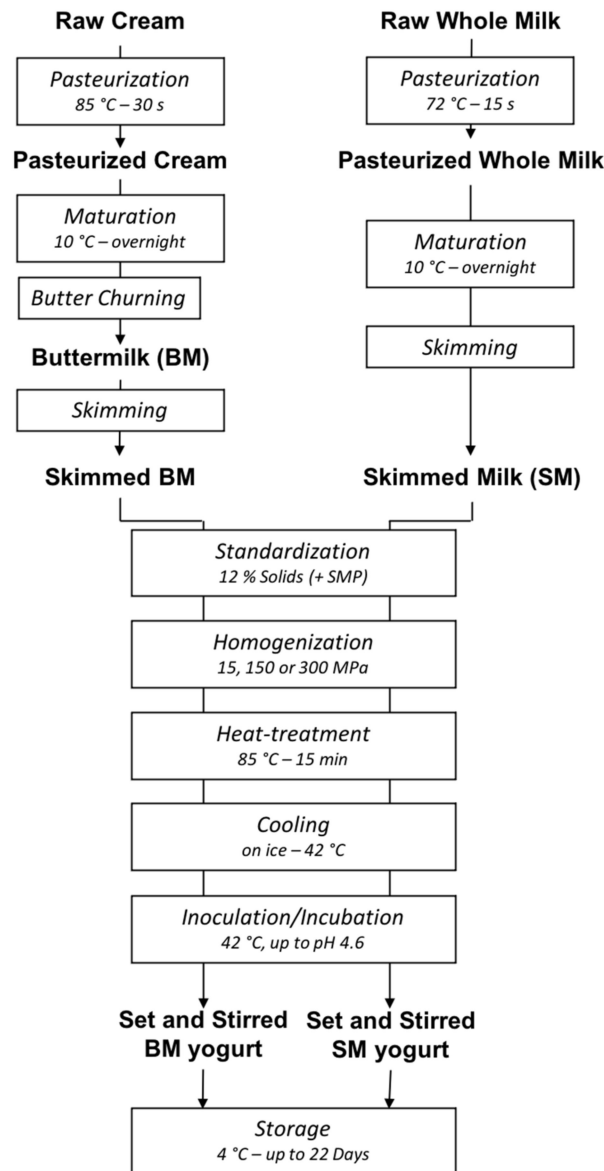 Raw Cream
Pasteurization
85 °C – 30 s
Pasteurized Cream
Maturation
10 °C – overnight
Butter Churning
Buttermilk (BM)
Skimming
Skimmed BM
Raw Whole Milk
Pasteurization
72 °C – 15 s
Pasteurized Whole Milk
Maturation
10 °C – overnight
Skimming
Skimmed Milk (SM)
Standardization
12 % Solids (+ SMP)
Homogenization
15, 150 or 300 MPa
Heat-treatment
85 °C – 15 min
Cooling
on ice – 42 °C
Inoculation/Incubation
42 °C, up to pH 4.6
Set and Stirred
BM yogurt
Set and Stirred
SM yogurt
Storage
4 °C – up to 22 Days